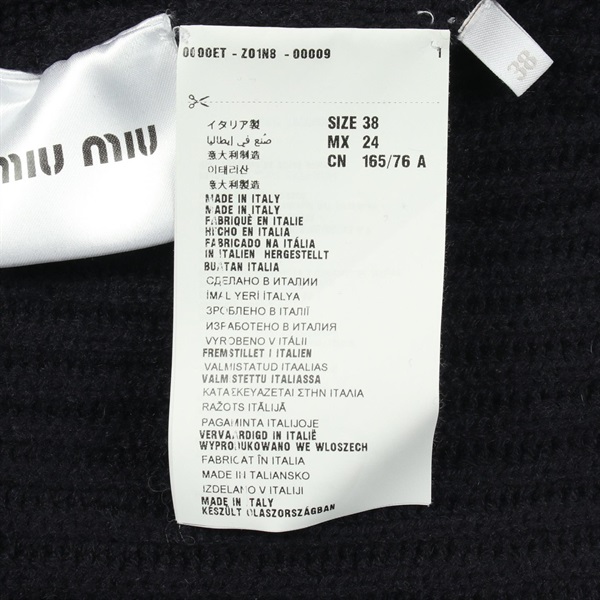 0000ET - Z01N8 - 00009 1
イタリア製
صنع في إيطاليا
意大利制造
이태리산
意大利製造
MADE IN ITALY
MADE IN ITALY
FABRIQUÉ EN ITALIE
HECHO EN ITALIA
FABRICADO NA ITÁLIA
IN ITALIEN HERGESTELLT
BUATAN ITALIA
СДЕЛАНО В ИТАЛИИ
İMAL YERİ İTALYA
ЗРОБЛЕНО В ІТАЛІЇ
ИЗРАБОТЕНО В ИТАЛИЯ
VYROBENO V ITÁLII
FREMSTILLET I ITALIEN
VALMISTATUD ITAALIAS
VALMISTETTU ITALIASSA
ΚΑΤΑΣΚΕΥΑΖΕΤΑΙ ΣΤΗΝ ΙΤΑΛΙΑ
RAŽOTS ITĀLIJĀ
PAGAMINTA ITALIJOJE
VERVAARDIGD IN ITALIË
WYPRODUKOWANO WE WLOSZECH
FABRICAT ÎN ITALIA
MADE IN TALIANSKO
IZDELANO V ITALIJI
MADE IN ITALY
KÉSZÜLT OLASZORSZÁGBAN
SIZE 38
MX 24
CN 165/76 A
MIU MIU
38